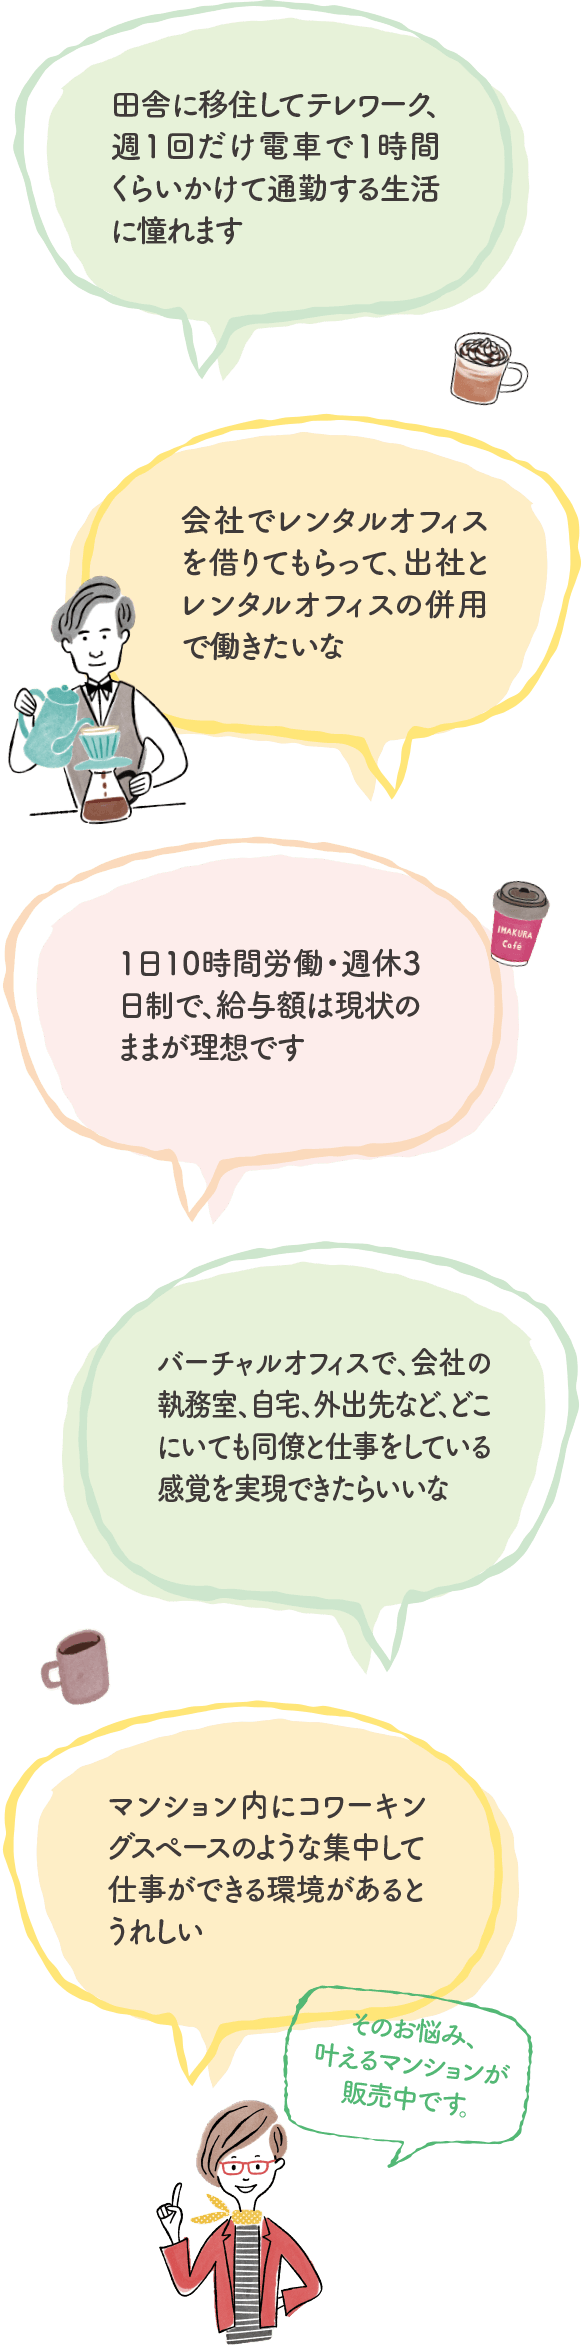 田舎に移住してテレワーク、
週1回だけ電車で1時間
くらいかけて通勤する生活
に憧れます
会社でレンタルオフィス
を借りてもらって、出社と
レンタルオフィスの併用
で働きたいな
IMAKURA
Café
1日10時間労働・週休3
日制で、給与額は現状の
ままが理想です
バーチャルオフィスで、会社の
執務室、自宅、外出先など、どこ
にいても同僚と仕事をしている
感覚を実現できたらいいな
マンション内にコワーキン
グスペースのような集中して
仕事ができる環境があると
うれしい
そのお悩み、
叶えるマンションが
販売中です。